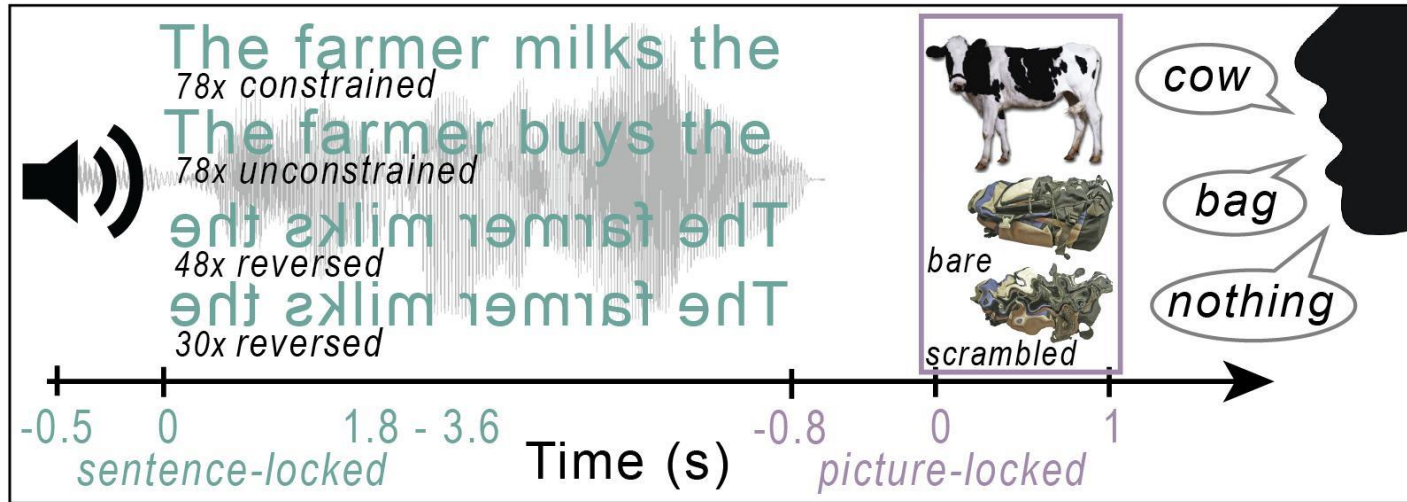 The farmer milks the
78x constrained
The farmer buys the
78x unconstrained
The farmer milks the
48x reversed
The farmer milks the
30x reversed
bare
scrambled
cow
bag
nothing
-0.5 0 1.8 - 3.6 -0.8 0 1
sentence-locked Time (s) picture-locked